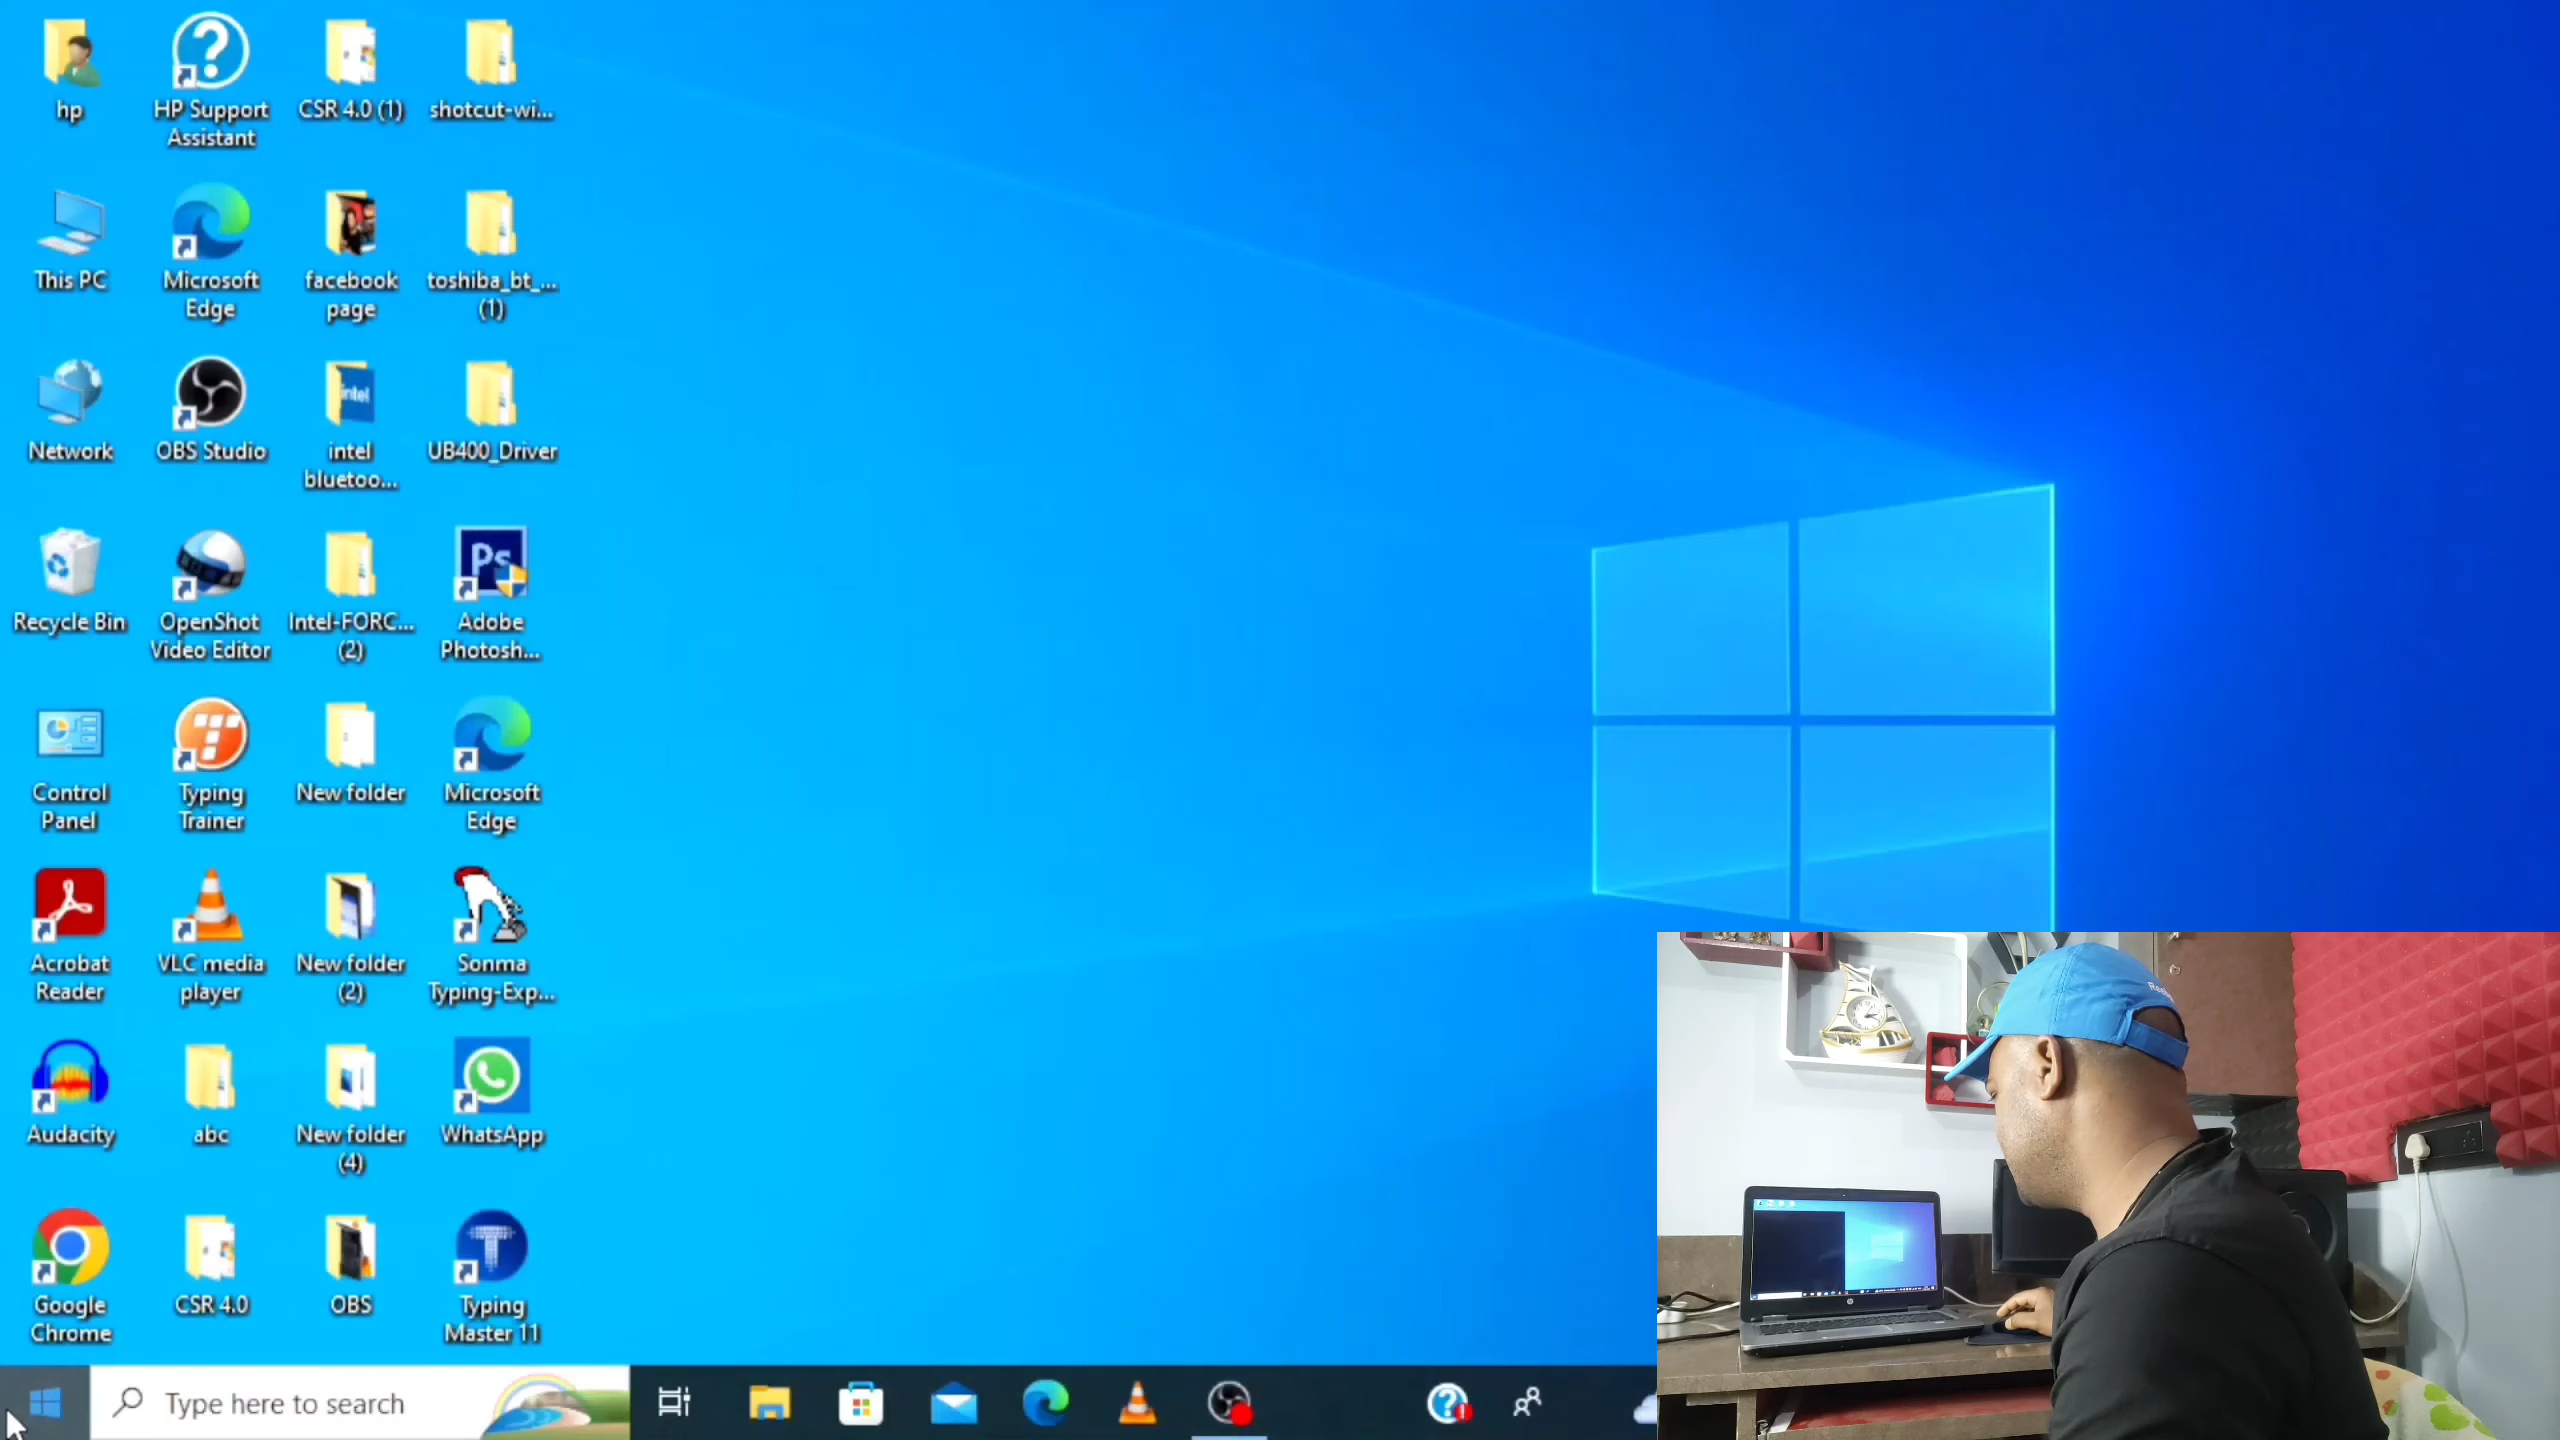 hp
HP Support
Assistant
CSR 4.0 (1)
shotcut-wi...
This PC
Microsoft
Edge
facebook
page
toshiba_bt_...
(1)
Network
OBS Studio
intel
intel
bluetoo...
UB400_Driver
Recycle Bin
OpenShot
Video Editor
Intel-FORC...
(2)
Ps
Adobe
Photosh...
Control
Panel
Typing
Trainer
New folder
Microsoft
Edge
Acrobat
Reader
VLC media
player
New folder
(2)
Sonma
Typing-Exp...
Audacity
abc
New folder
(4)
WhatsApp
Google
Chrome
CSR 4.0
OBS
Typing
Master 11
Type here to search